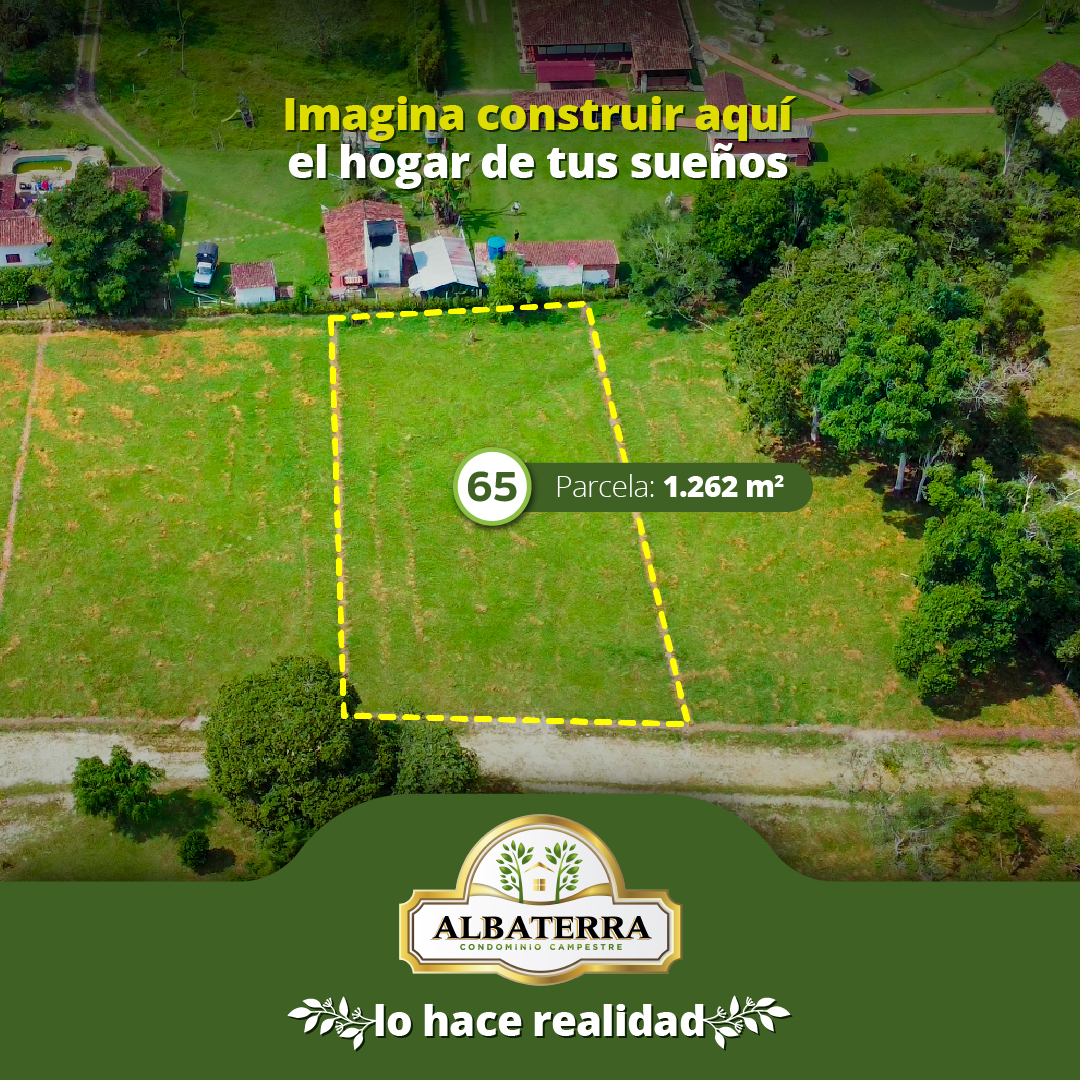 Imagina construir aquí
el hogar de tus sueños
65
Parcela: 1.262 m²
ALBATERRA
CONDOMINIO CAMPESTRE
lo hace realidad